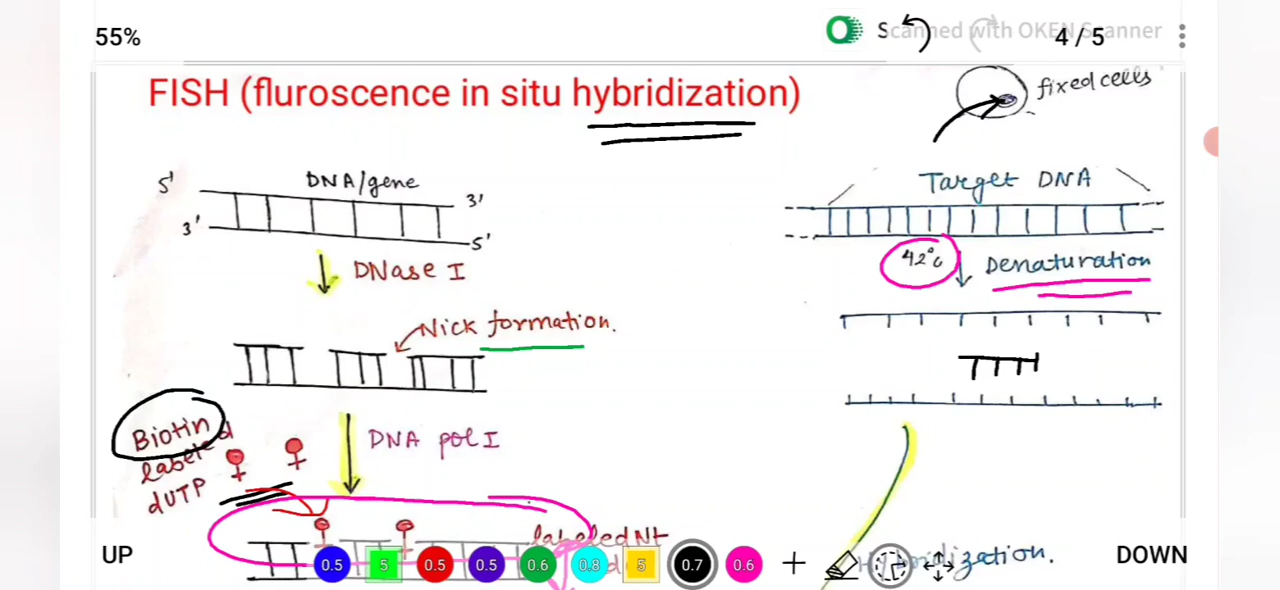 55%
Scanned with OKEN Scanner
4 / 5
FISH (fluroscence in situ hybridization)
fixed cells
5'
DNA/gene
3'
3'
5'
DNase I
Nick formation.
Biotin
labeled
dUTP
DNA pol I
labeled Nt
Target DNA
42°c
Denaturation
Hybridization.
UP
0.5
5
0.5
0.5
0.6
0.8
5
0.7
0.6
DOWN